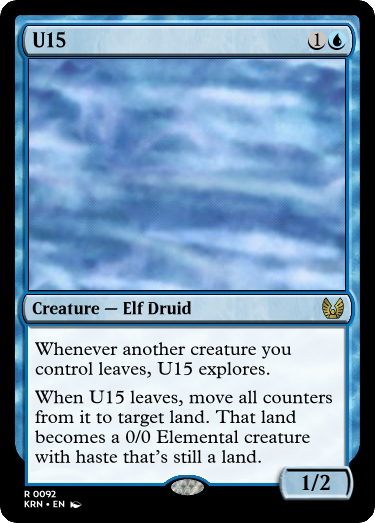 U15
1
Creature — Elf Druid
Whenever another creature you
control leaves, U15 explores.
When U15 leaves, move all counters
from it to target land. That land
becomes a 0/0 Elemental creature
with haste that's still a land.
1/2
R 0092
KRN • EN